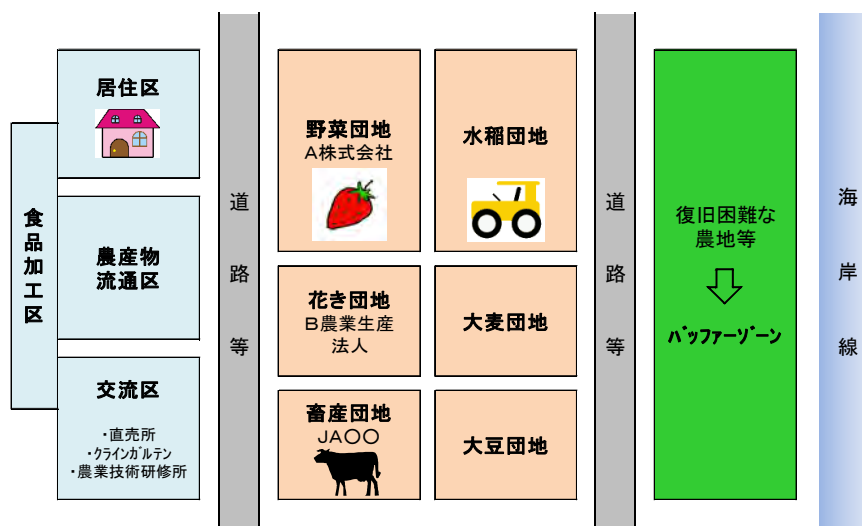 食品加工区
居住区
農産物
流通区
交流区
・直売所
・ｸﾗｲﾝｶﾞﾙﾃﾝ
・農業技術研修所
道路等
野菜団地
A株式会社
花き団地
B農業生産
法人
畜産団地
JA〇〇
水稲団地
大麦団地
大豆団地
道路等
復旧困難な
農地等
ﾊﾞｯﾌｧｰｿﾞｰﾝ
海岸線